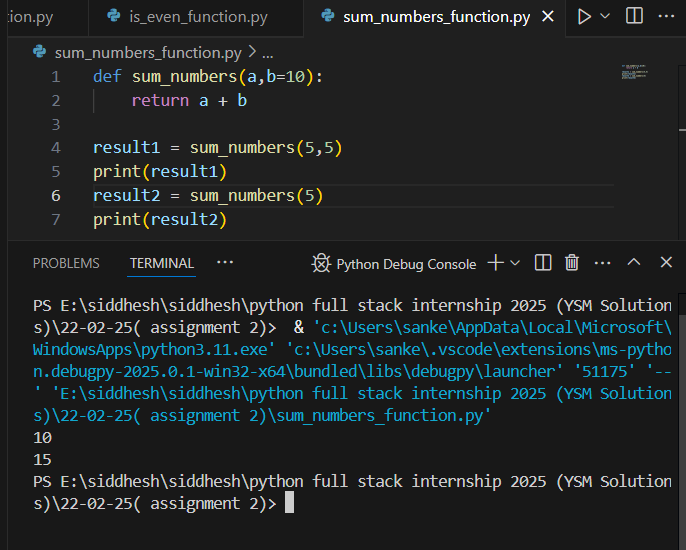 ion.py is_even_function.py sum_numbers_function.py
sum_numbers_function.py > ...
1 def sum_numbers(a,b=10):
2 return a + b
3
4 result1 = sum_numbers(5,5)
5 print(result1)
6 result2 = sum_numbers(5)
7 print(result2)
PROBLEMS TERMINAL ... Python Debug Console
PS E:\siddhesh\siddhesh\python full stack internship 2025 (YSM Solution
s)\22-02-25( assignment 2)>  & 'c:\Users\sanke\AppData\Local\Microsoft\
WindowsApps\python3.11.exe' 'c:\Users\sanke\.vscode\extensions\ms-pytho
n.debugpy-2025.0.1-win32-x64\bundled\libs\debugpy\launcher' '51175' '--
' 'E:\siddhesh\siddhesh\python full stack internship 2025 (YSM Solution
s)\22-02-25( assignment 2)\sum_numbers_function.py'
10
15
PS E:\siddhesh\siddhesh\python full stack internship 2025 (YSM Solution
s)\22-02-25( assignment 2)>